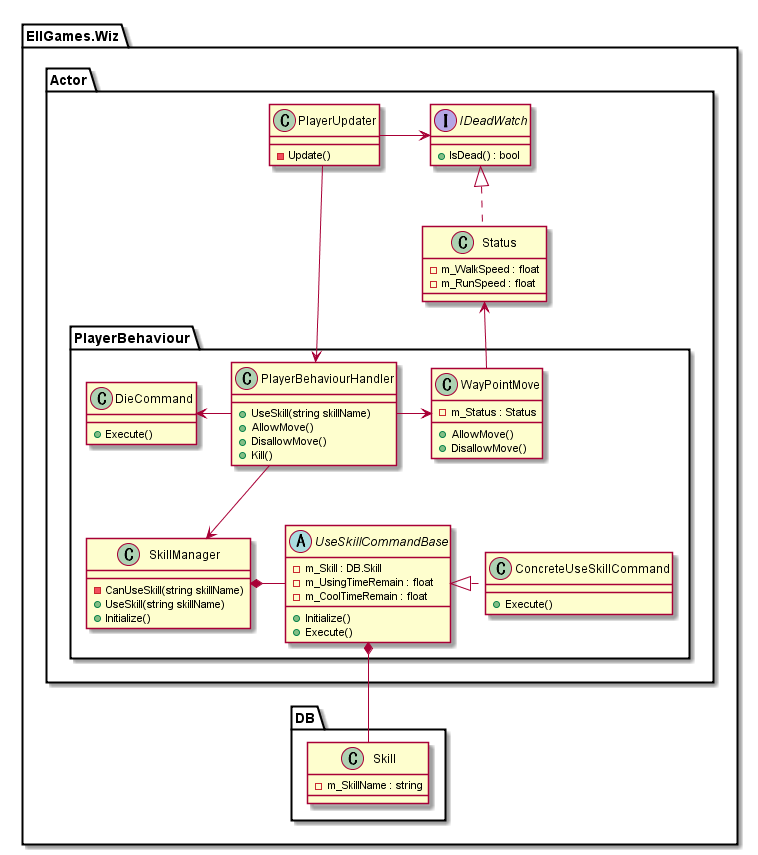 EllGames.Wiz
Actor
C PlayerUpdater
Update()
I IDeadWatch
IsDead() : bool
C Status
m_WalkSpeed : float
m_RunSpeed : float
PlayerBehaviour
C DieCommand
Execute()
C PlayerBehaviourHandler
UseSkill(string skillName)
AllowMove()
DisallowMove()
Kill()
C WayPointMove
m_Status : Status
AllowMove()
DisallowMove()
C SkillManager
CanUseSkill(string skillName)
UseSkill(string skillName)
Initialize()
A UseSkillCommandBase
m_Skill : DB.Skill
m_UsingTimeRemain : float
m_CoolTimeRemain : float
Initialize()
Execute()
C ConcreteUseSkillCommand
Execute()
DB
C Skill
m_SkillName : string